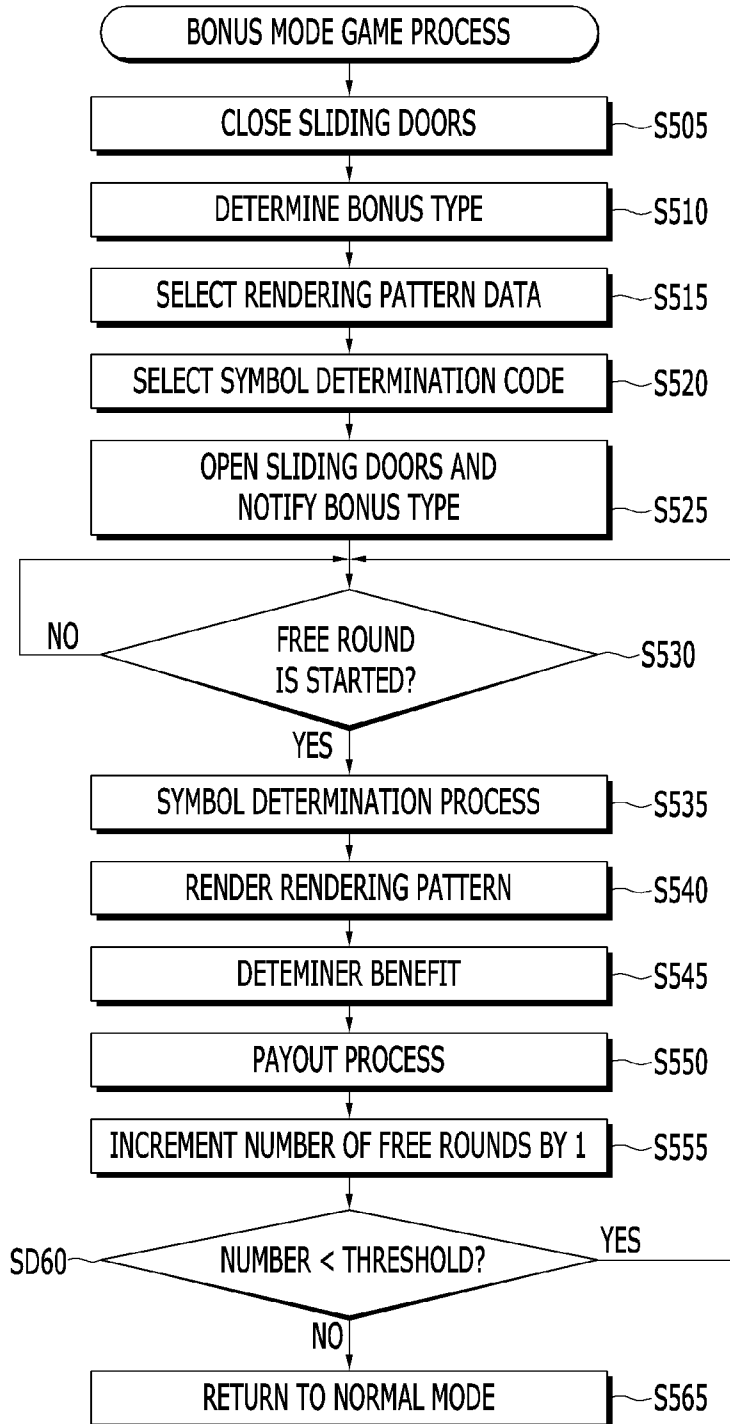 BONUS MODE GAME PROCESS
CLOSE SLIDING DOORS
S505
DETERMINE BONUS TYPE
S510
SELECT RENDERING PATTERN DATA
S515
SELECT SYMBOL DETERMINATION CODE
S520
OPEN SLIDING DOORS AND
NOTIFY BONUS TYPE
S525
NO
FREE ROUND
IS STARTED?
S530
YES
SYMBOL DETERMINATION PROCESS
S535
RENDER RENDERING PATTERN
S540
DETEMINER BENEFIT
S545
PAYOUT PROCESS
S550
INCREMENT NUMBER OF FREE ROUNDS BY 1
S555
SD60
NUMBER < THRESHOLD?
YES
NO
RETURN TO NORMAL MODE
S565